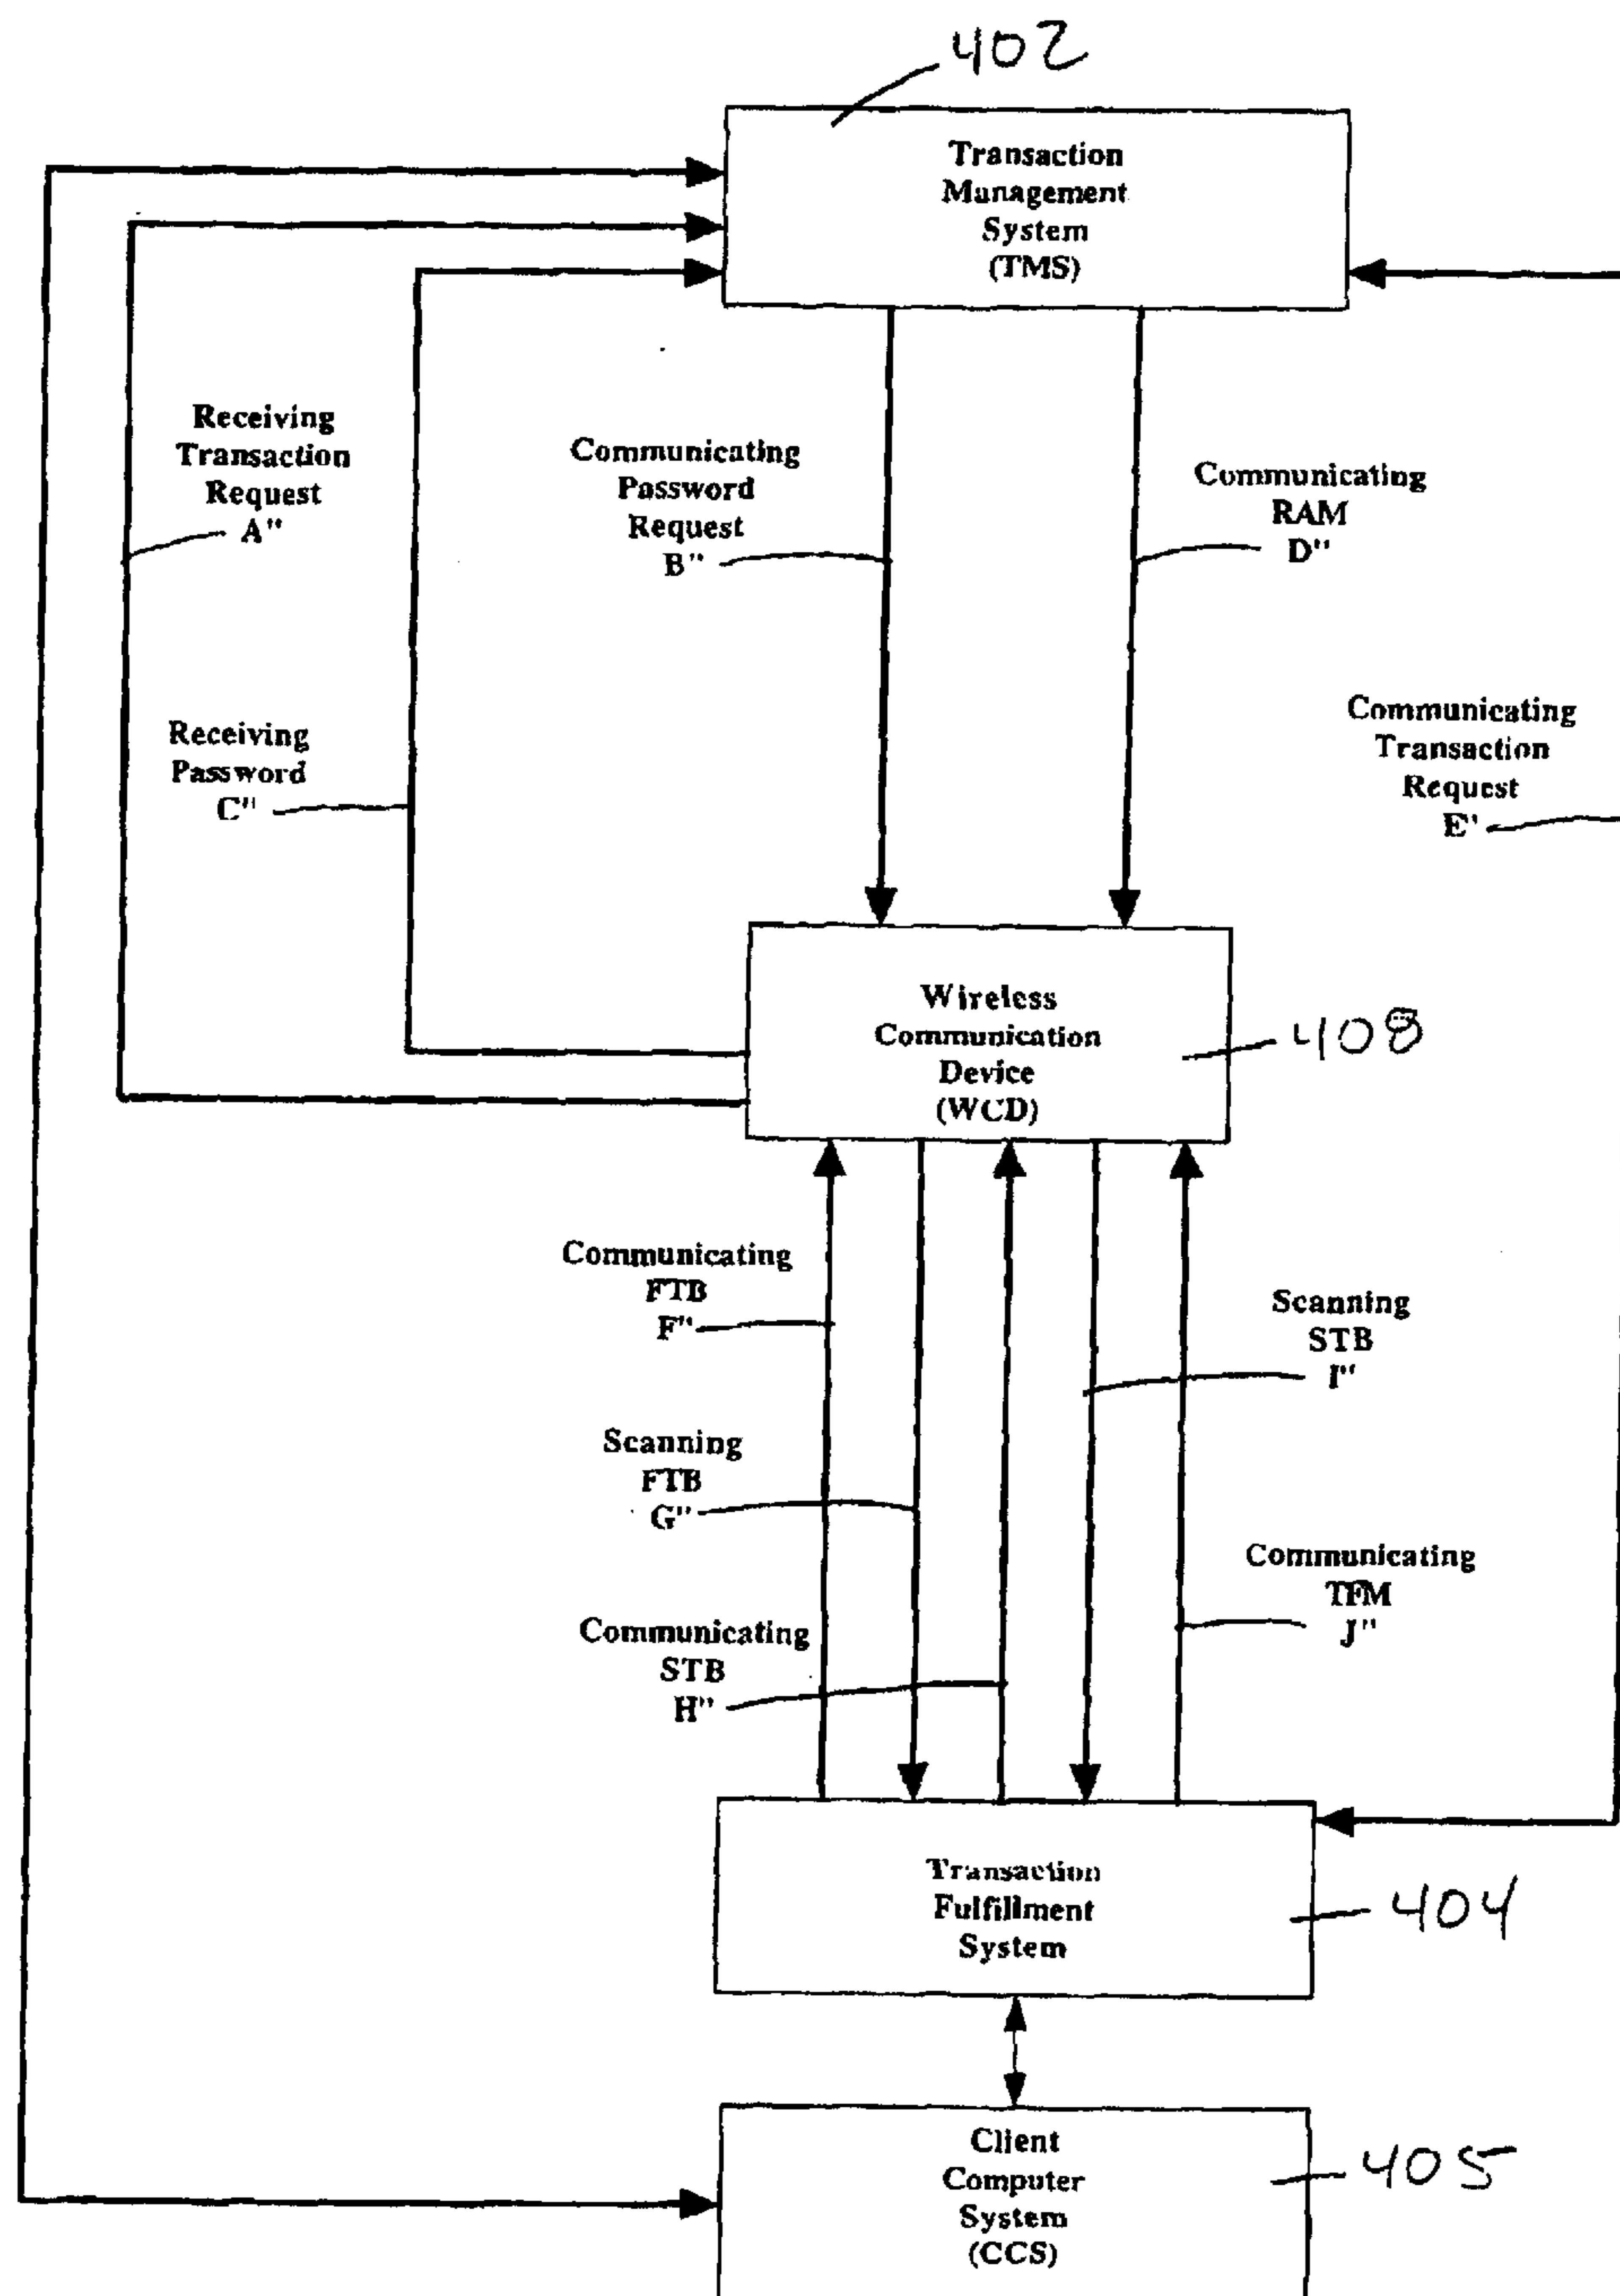 402
Transaction
Management
System
(TMS)
Receiving
Transaction
Request
A"
Communicating
Password
Request
B"
Communicating
RAM
D"
Receiving
Password
C"
Communicating
Transaction
Request
E'
Wireless
Communication
Device
(WCD)
408
Communicating
FTB
F"
Scanning
STB
I"
Scanning
FTB
G"
Communicating
TFM
J"
Communicating
STB
H"
Transaction
Fulfillment
System
404
Client
Computer
System
(CCS)
405